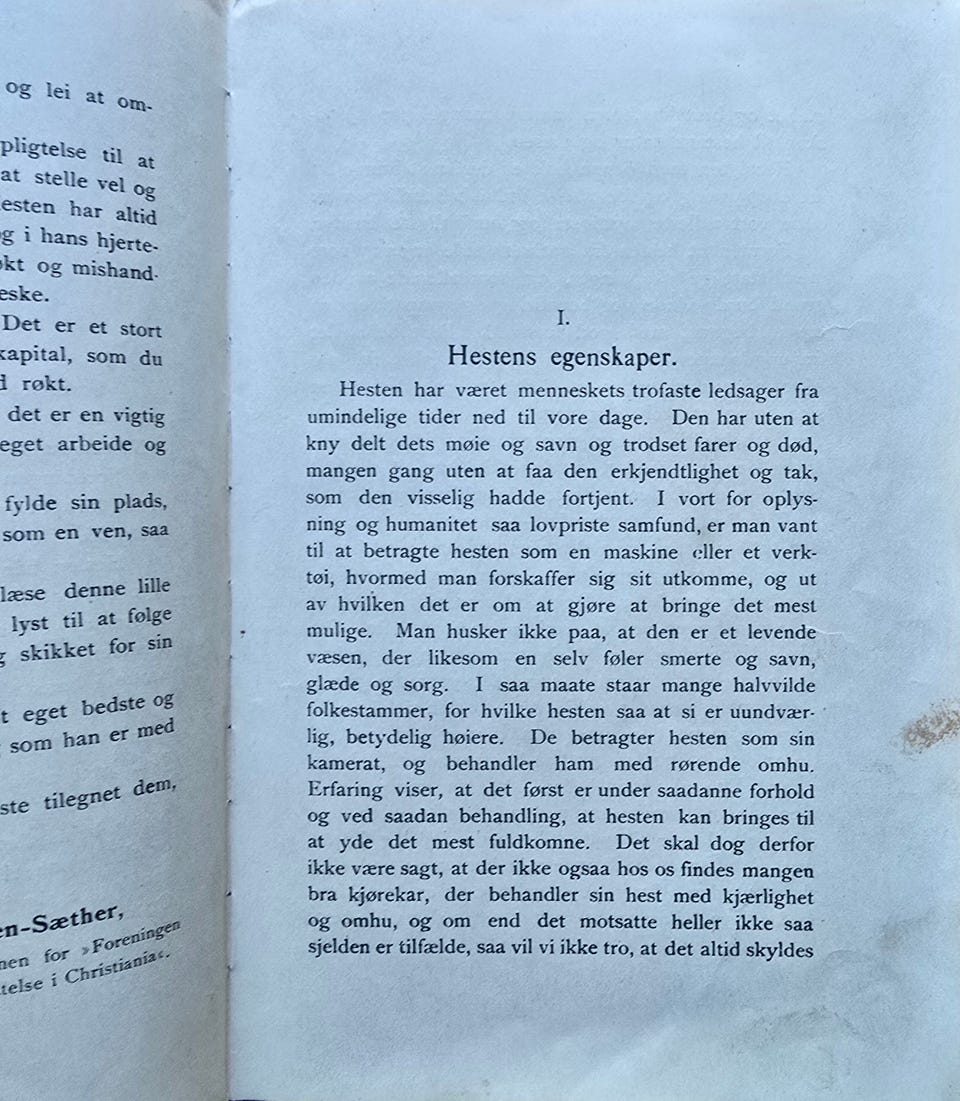 og lei at om-
pligtelse til at
at stelle vel og
esten har altid
g i hans hjerte-
økt og mishand-
eske.
Det er et stort
kapital, som du
d røkt.
det er en vigtig
eget arbeide og
fylde sin plads,
som en ven, saa
læse denne lille
lyst til at følge
g skikket for sin
t eget bedste og
som han er med
ste tilegnet dem,
en-Sæther,
nen for »Foreningen
telse i Christiania«.
I.
Hestens egenskaper.
Hesten har været menneskets trofaste ledsager fra
umindelige tider ned til vore dage. Den har uten at
kny delt dets møie og savn og trodset farer og død,
mangen gang uten at faa den erkjendtlighet og tak,
som den visselig hadde fortjent. I vort for oplys-
ning og humanitet saa lovpriste samfund, er man vant
til at betragte hesten som en maskine eller et verk-
tøi, hvormed man forskaffer sig sit utkomme, og ut
av hvilken det er om at gjøre at bringe det mest
mulige. Man husker ikke paa, at den er et levende
væsen, der likesom en selv føler smerte og savn,
glæde og sorg. I saa maate staar mange halvvilde
folkestammer, for hvilke hesten saa at si er uundvær-
lig, betydelig høiere. De betragter hesten som sin
kamerat, og behandler ham med rørende omhu.
Erfaring viser, at det først er under saadanne forhold
og ved saadan behandling, at hesten kan bringes til
at yde det mest fuldkomne. Det skal dog derfor
ikke være sagt, at der ikke ogsaa hos os findes mangen
bra kjørekar, der behandler sin hest med kjærlighet
og omhu, og om end det motsatte heller ikke saa
sjelden er tilfælde, saa vil vi ikke tro, at det altid skyldes